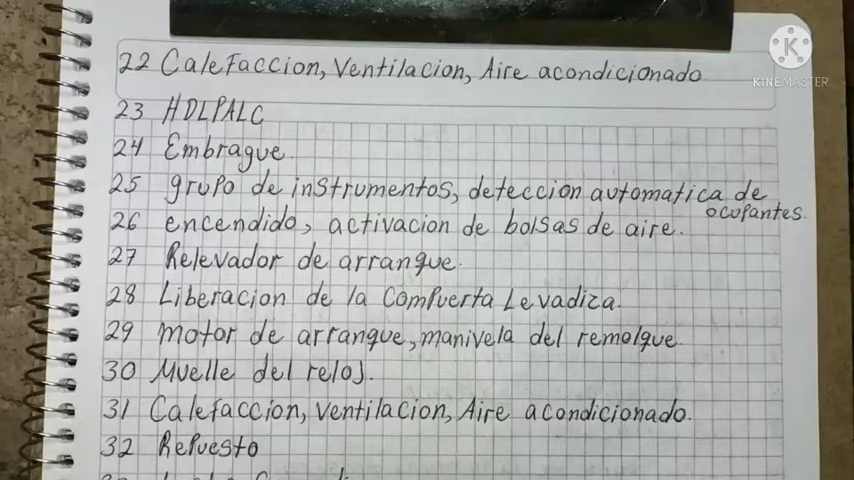 22 Calefaccion, Ventilacion, Aire acondicionado
KINEMASTER
23 HDLPALC
24 Embrague
25 grupo de instrumentos, deteccion automatica de
ocupantes.
26 encendido, activacion de bolsas de aire.
27 Relevador de arranque.
28 Liberacion de la Compuerta Levadiza.
29 motor de arranque, manivela del remolque
30 Muelle del reloj.
31 Calefaccion, Ventilacion, Aire acondicionado.
32 Repuesto